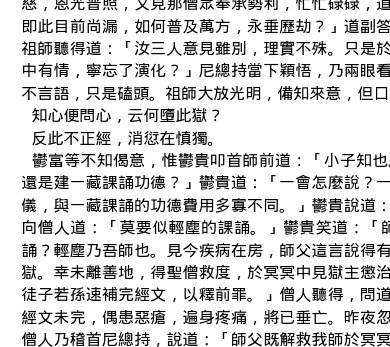 慈，恩光普照，又見那僧眾奉承勢利，忙忙碌碌，道
即此目前尚漏，如何普及萬方，永垂歷劫？」道副答
祖師聽得道：「汝三人意見雖別，理實不殊。只是於
中有情，寧忘了演化？」尼總持當下穎悟，乃兩眼看
不言語，只是磕頭。祖師大放光明，備知來意，但口
知心便問心，云何墮此獄？
反此不正經，消愆在慎獨。
鬱富等不知偈意，惟鬱貴叩首師前道：「小子知也
還是建一藏課誦功德？」鬱貴道：「一會怎麼說？一
儀，與一藏課誦的功德費用多寡不同。」鬱貴說道：
向僧人道：「莫要似輕塵的課誦。」鬱貴笑道：「師
誦？輕塵乃吾師也。見今疾病在房，師父這言說得有
獄。幸未離善地，得聖僧救度，於冥冥中見獄主懲治
徒子若孫速補完經文，以釋前罪。」僧人聽得，問道
經文未完，偶患惡瘡，遍身疼痛，將已垂亡。昨夜忽
僧人乃稽首尼總持，說道：「師父既解救我師於冥冥